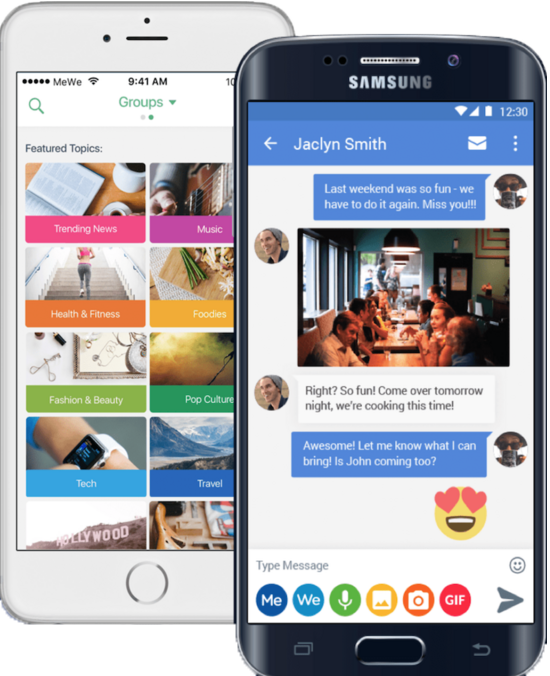 MeWe
9:41 AM
10
Groups
Featured Topics:
Trending News
Music
Health & Fitness
Foodies
Fashion & Beauty
Pop Culture
Tech
Travel
HOLLYWOOD
SAMSUNG
12:30
Jaclyn Smith
Last weekend was so fun - we
have to do it again. Miss you!!!
Right? So fun! Come over tomorrow
night, we're cooking this time!
Awesome! Let me know what I can
bring! Is John coming too?
Type Message
Me
We
GIF